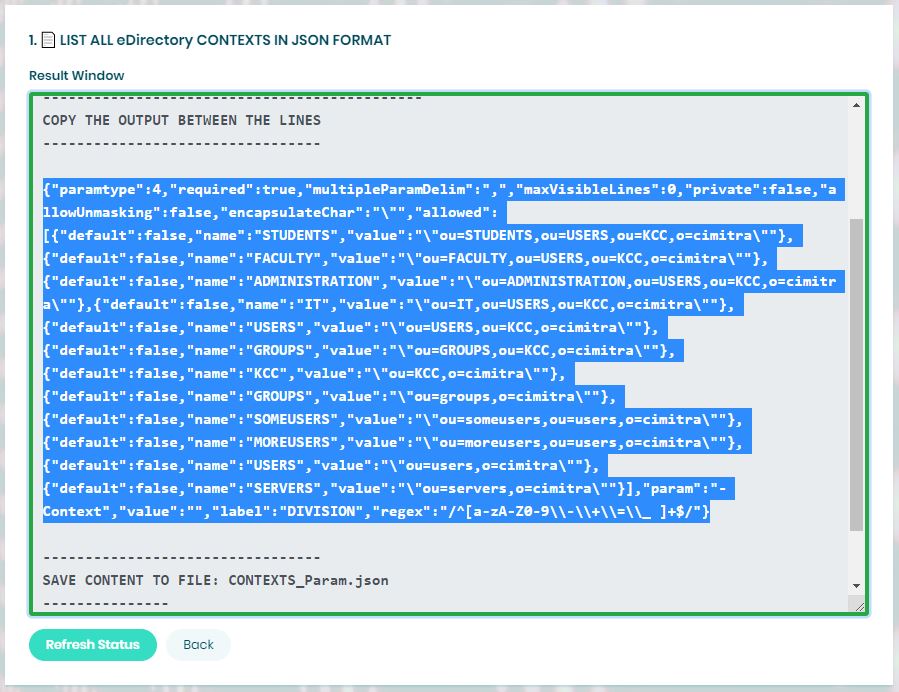 1. LIST ALL eDirectory CONTEXTS IN JSON FORMAT
Result Window
---------------------------------------------
COPY THE OUTPUT BETWEEN THE LINES
---------------------------------
{"paramtype":4,"required":true,"multipleParamDelim":",","maxVisibleLines":0,"private":false,"a
llowUnmasking":false,"encapsulateChar":"\"","allowed":
[{"default":false,"name":"STUDENTS","value":"\"ou=STUDENTS,ou=USERS,ou=KCC,o=cimitra\""},
{"default":false,"name":"FACULTY","value":"\"ou=FACULTY,ou=USERS,ou=KCC,o=cimitra\""},
{"default":false,"name":"ADMINISTRATION","value":"\"ou=ADMINISTRATION,ou=USERS,ou=KCC,o=cimitr
a\""},{"default":false,"name":"IT","value":"\"ou=IT,ou=USERS,ou=KCC,o=cimitra\""},
{"default":false,"name":"USERS","value":"\"ou=USERS,ou=KCC,o=cimitra\""},
{"default":false,"name":"GROUPS","value":"\"ou=GROUPS,ou=KCC,o=cimitra\""},
{"default":false,"name":"KCC","value":"\"ou=KCC,o=cimitra\""},
{"default":false,"name":"GROUPS","value":"\"ou=groups,o=cimitra\""},
{"default":false,"name":"SOMEUSERS","value":"\"ou=someusers,ou=users,o=cimitra\""},
{"default":false,"name":"MOREUSERS","value":"\"ou=moreusers,ou=users,o=cimitra\""},
{"default":false,"name":"USERS","value":"\"ou=users,o=cimitra\""},
{"default":false,"name":"SERVERS","value":"\"ou=servers,o=cimitra\""}],"param":"-
Context","value":"","label":"DIVISION","regex":"/^[a-zA-Z0-9\\-\\+\\=\\_ ]+$/"}
---------------------------------
SAVE CONTENT TO FILE: CONTEXTS_Param.json
---------------
Refresh Status
Back